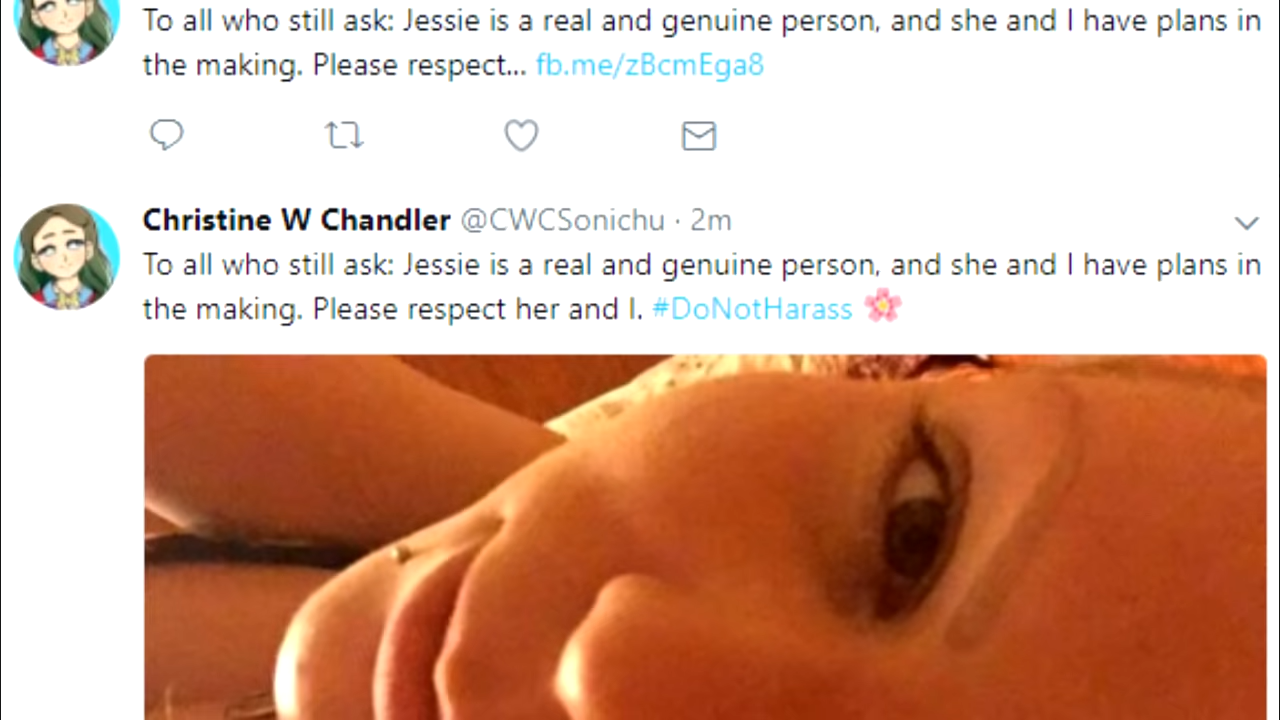 To all who still ask: Jessie is a real and genuine person, and she and I have plans in
the making. Please respect... fb.me/zBcmEga8
Christine W Chandler @CWCSonichu · 2m
To all who still ask: Jessie is a real and genuine person, and she and I have plans in
the making. Please respect her and I. #DoNotHarass 🌸